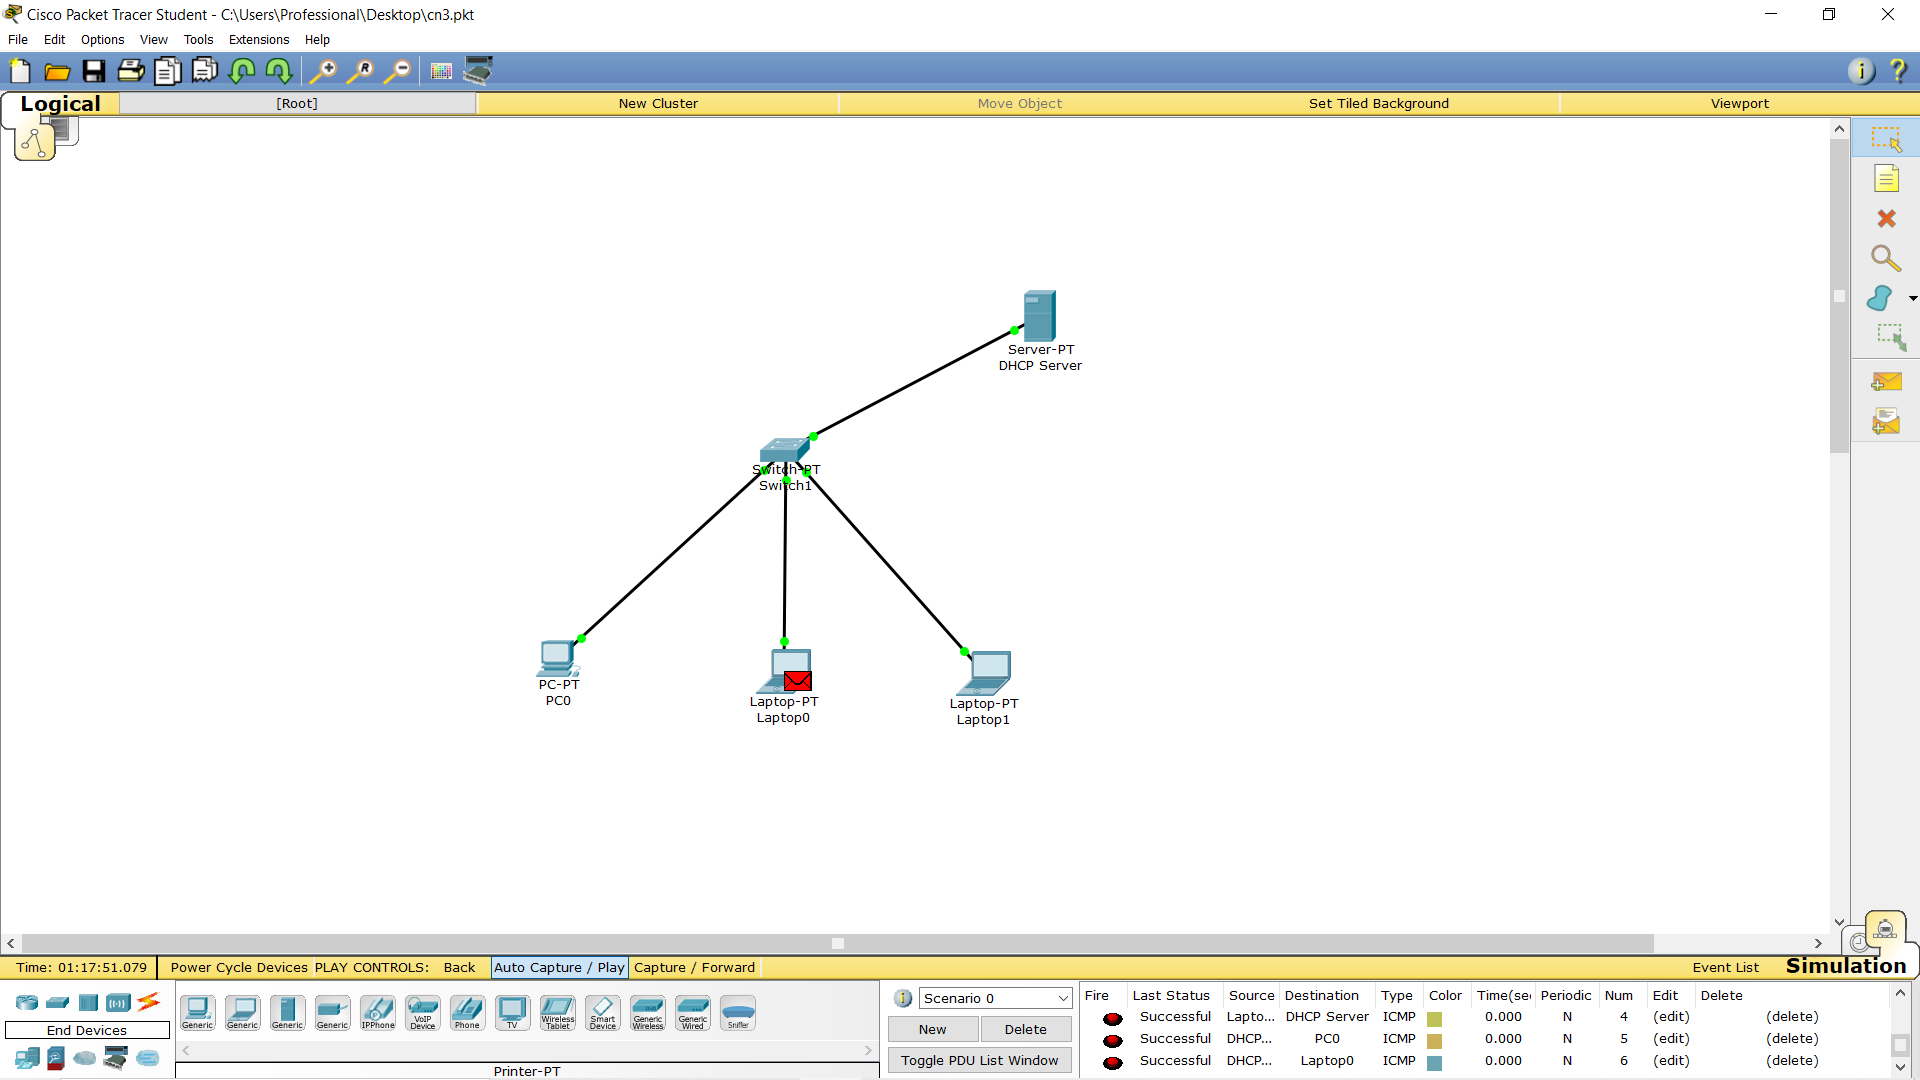 Cisco Packet Tracer Student - C:\Users\Professional\Desktop\cn3.pkt
File Edit Options View Tools Extensions Help
Logical [Root] New Cluster Move Object Set Tiled Background Viewport
Server-PT
DHCP Server
Switch-PT
Switch1
PC-PT
PC0
Laptop-PT
Laptop0
Laptop-PT
Laptop1
Time: 01:17:51.079 Power Cycle Devices PLAY CONTROLS: Back Auto Capture / Play Capture / Forward Event List Simulation
End Devices
Generic Generic Generic Generic IPPhone VoIP Device Phone TV Wireless Tablet Smart Device Generic Wireless Generic Wired Sniffer
Printer-PT
Scenario 0
New Delete
Toggle PDU List Window
Fire Last Status Source Destination Type Color Time(sec Periodic Num Edit Delete
Successful Lapto... DHCP Server ICMP 0.000 N 4 (edit) (delete)
Successful DHCP... PC0 ICMP 0.000 N 5 (edit) (delete)
Successful DHCP... Laptop0 ICMP 0.000 N 6 (edit) (delete)